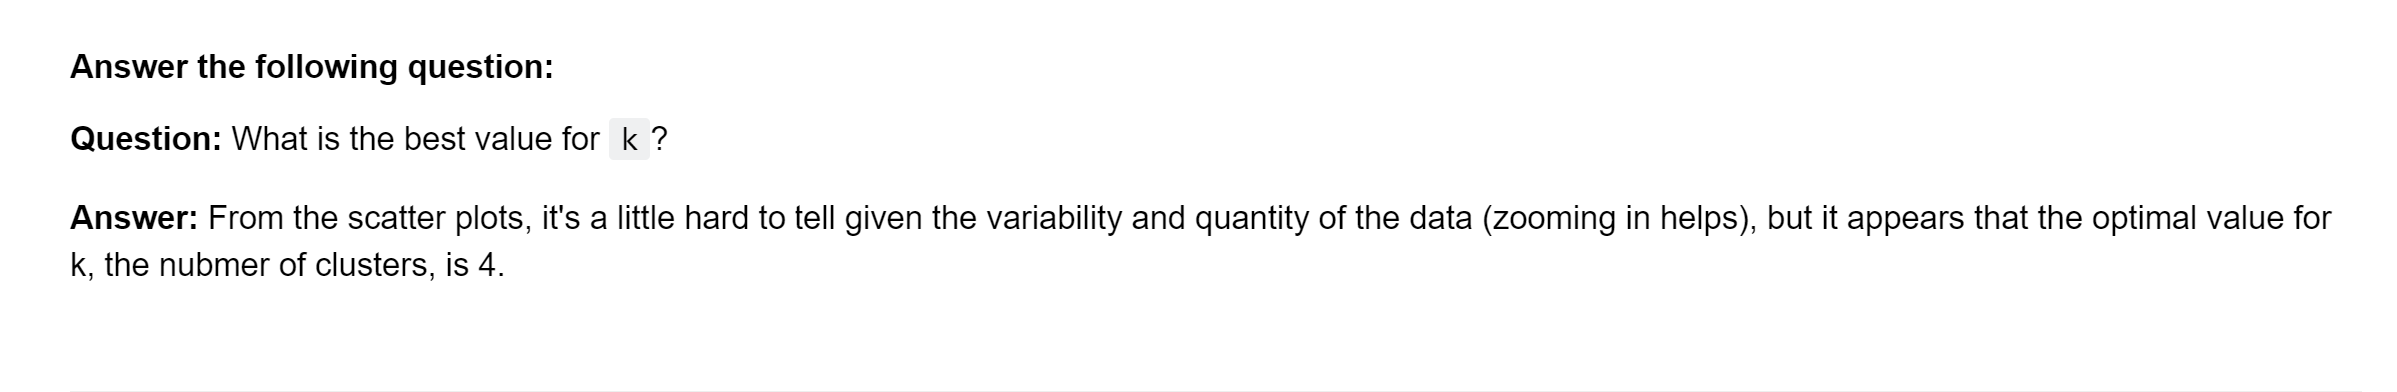 Answer the following question:
Question: What is the best value for k?
Answer: From the scatter plots, it's a little hard to tell given the variability and quantity of the data (zooming in helps), but it appears that the optimal value for
k, the nubmer of clusters, is 4.